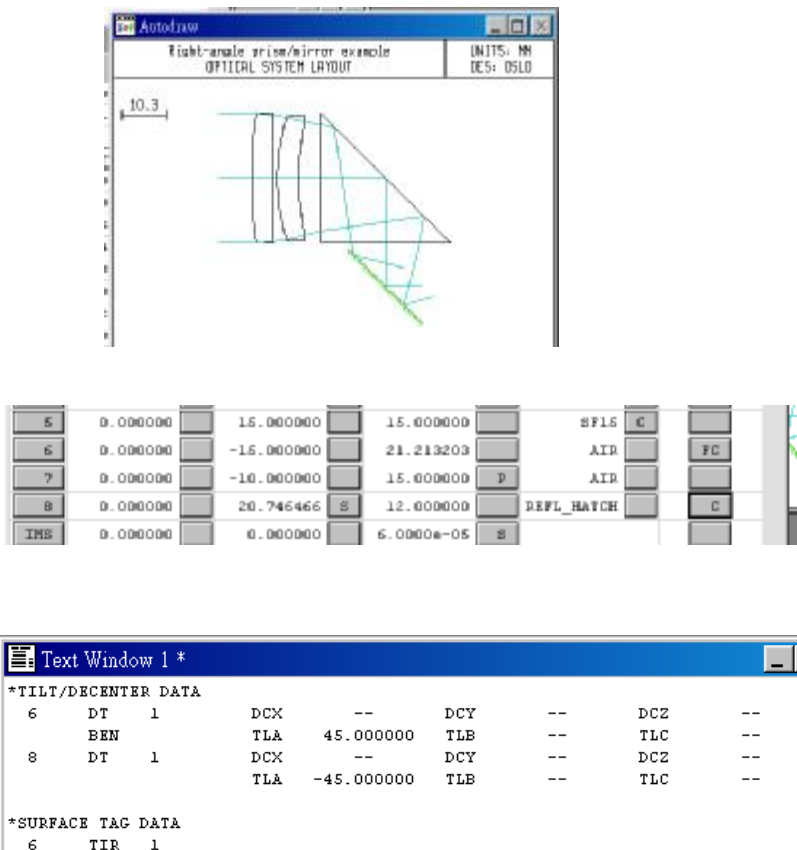 Autodraw
Right-angle prism/mirror example
OPTICAL SYSTEM LAYOUT
UNITS: MM
DES: OSLO
10.3
5 0.000000 15.000000 15.000000 SF15 C
6 0.000000 -15.000000 21.213203 AIR FC
7 0.000000 -10.000000 15.000000 P AIR
8 0.000000 20.746466 S 12.000000 REFL_HATCH C
IMS 0.000000 0.000000 6.0000e-05 S
Text Window 1 *
*TILT/DECENTER DATA
6 DT 1 DCX -- DCY -- DCZ --
BEN TLA 45.000000 TLB -- TLC --
8 DT 1 DCX -- DCY -- DCZ --
TLA -45.000000 TLB -- TLC --
*SURFACE TAG DATA
6 TIR 1